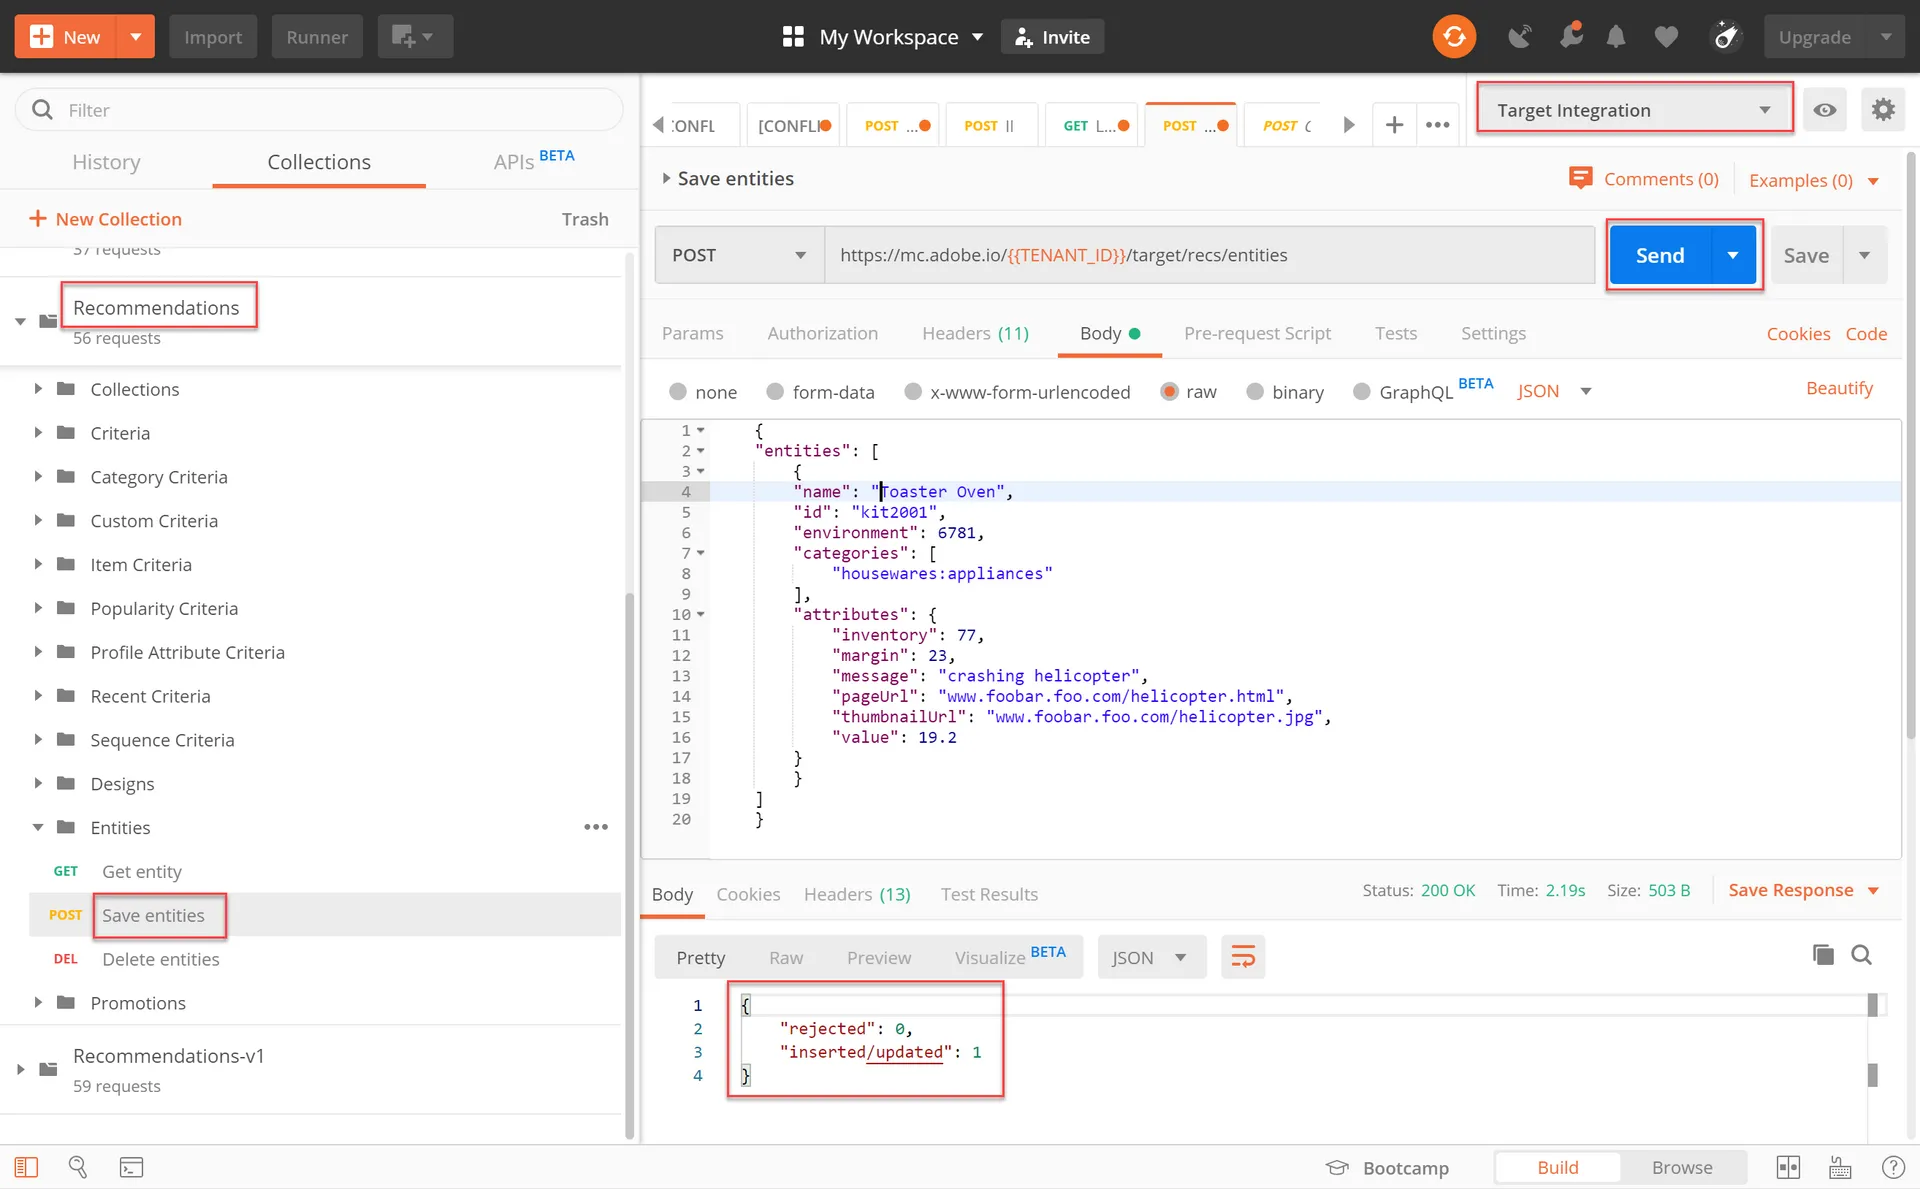 New
Import
Runner
My Workspace
Invite
Upgrade
Filter
History
Collections
APIs BETA
New Collection
Trash
37 requests
Recommendations
56 requests
Collections
Criteria
Category Criteria
Custom Criteria
Item Criteria
Popularity Criteria
Profile Attribute Criteria
Recent Criteria
Sequence Criteria
Designs
Entities
GET Get entity
POST Save entities
DEL Delete entities
Promotions
Recommendations-v1
59 requests
[CONFLI
POST ...
POST
GET L...
POST ...
POST
Target Integration
Save entities
Comments (0)
Examples (0)
POST
https://mc.adobe.io/{{TENANT_ID}}/target/recs/entities
Send
Save
Params
Authorization
Headers (11)
Body
Pre-request Script
Tests
Settings
Cookies
Code
none
form-data
x-www-form-urlencoded
raw
binary
GraphQL BETA
JSON
Beautify
1 {
2 "entities": [
3 {
4 "name": "Toaster Oven",
5 "id": "kit2001",
6 "environment": 6781,
7 "categories": [
8 "housewares:appliances"
9 ],
10 "attributes": {
11 "inventory": 77,
12 "margin": 23,
13 "message": "crashing helicopter",
14 "pageUrl": "www.foobar.foo.com/helicopter.html",
15 "thumbnailUrl": "www.foobar.foo.com/helicopter.jpg",
16 "value": 19.2
17 }
18 }
19 ]
20 }
Body
Cookies
Headers (13)
Test Results
Status: 200 OK
Time: 2.19s
Size: 503 B
Save Response
Pretty
Raw
Preview
Visualize BETA
JSON
1 {
2 "rejected": 0,
3 "inserted/updated": 1
4 }
Bootcamp
Build
Browse